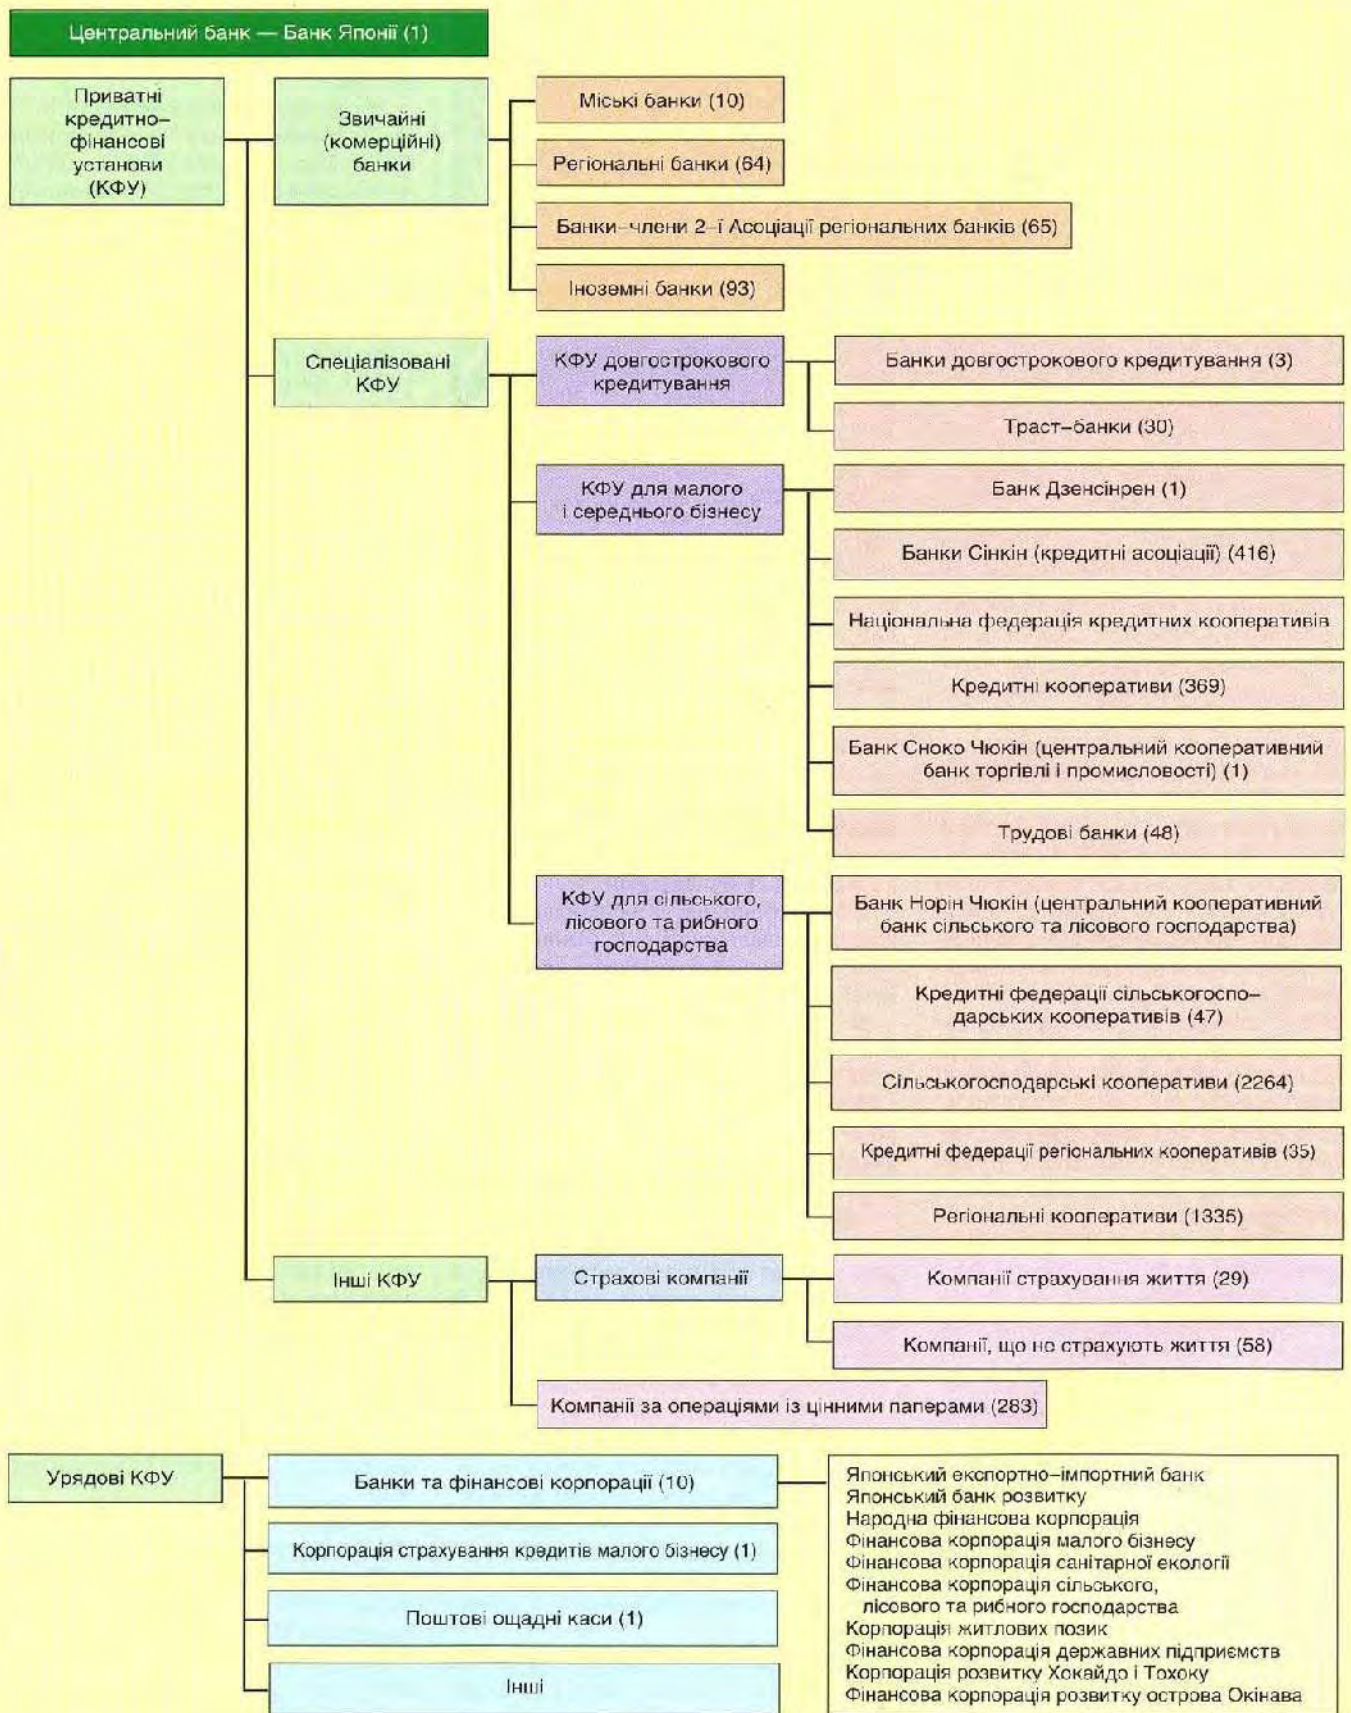 Центральний банк — Банк Японії (1)
Приватні
кредитно–
фінансові
установи
(КФУ)
Звичайні
(комерційні)
банки
Міські банки (10)
Регіональні банки (64)
Банки–члени 2–ї Асоціації регіональних банків (65)
Іноземні банки (93)
Спеціалізовані
КФУ
КФУ довгострокового
кредитування
Банки довгострокового кредитування (3)
Траст–банки (30)
КФУ для малого
і середнього бізнесу
Банк Дзенсінрен (1)
Банки Сінкін (кредитні асоціації) (416)
Національна федерація кредитних кооперативів
Кредитні кооперативи (369)
Банк Сноко Чюкін (центральний кооперативний
банк торгівлі і промисловості) (1)
Трудові банки (48)
КФУ для сільського,
лісового та рибного
господарства
Банк Норін Чюкін (центральний кооперативний
банк сільського та лісового господарства)
Кредитні федерації сільськогоспо–
дарських кооперативів (47)
Сільськогосподарські кооперативи (2264)
Кредитні федерації регіональних кооперативів (35)
Регіональні кооперативи (1335)
Інші КФУ
Страхові компанії
Компанії страхування життя (29)
Компанії, що не страхують життя (58)
Компанії за операціями із цінними паперами (283)
Урядові КФУ
Банки та фінансові корпорації (10)
Корпорація страхування кредитів малого бізнесу (1)
Поштові ощадні каси (1)
Інші
Японський експортно–імпортний банк
Японський банк розвитку
Народна фінансова корпорація
Фінансова корпорація малого бізнесу
Фінансова корпорація санітарної екології
Фінансова корпорація сільського,
лісового та рибного господарства
Корпорація житлових позик
Фінансова корпорація державних підприємств
Корпорація розвитку Хокайдо і Тохоку
Фінансова корпорація розвитку острова Окінава